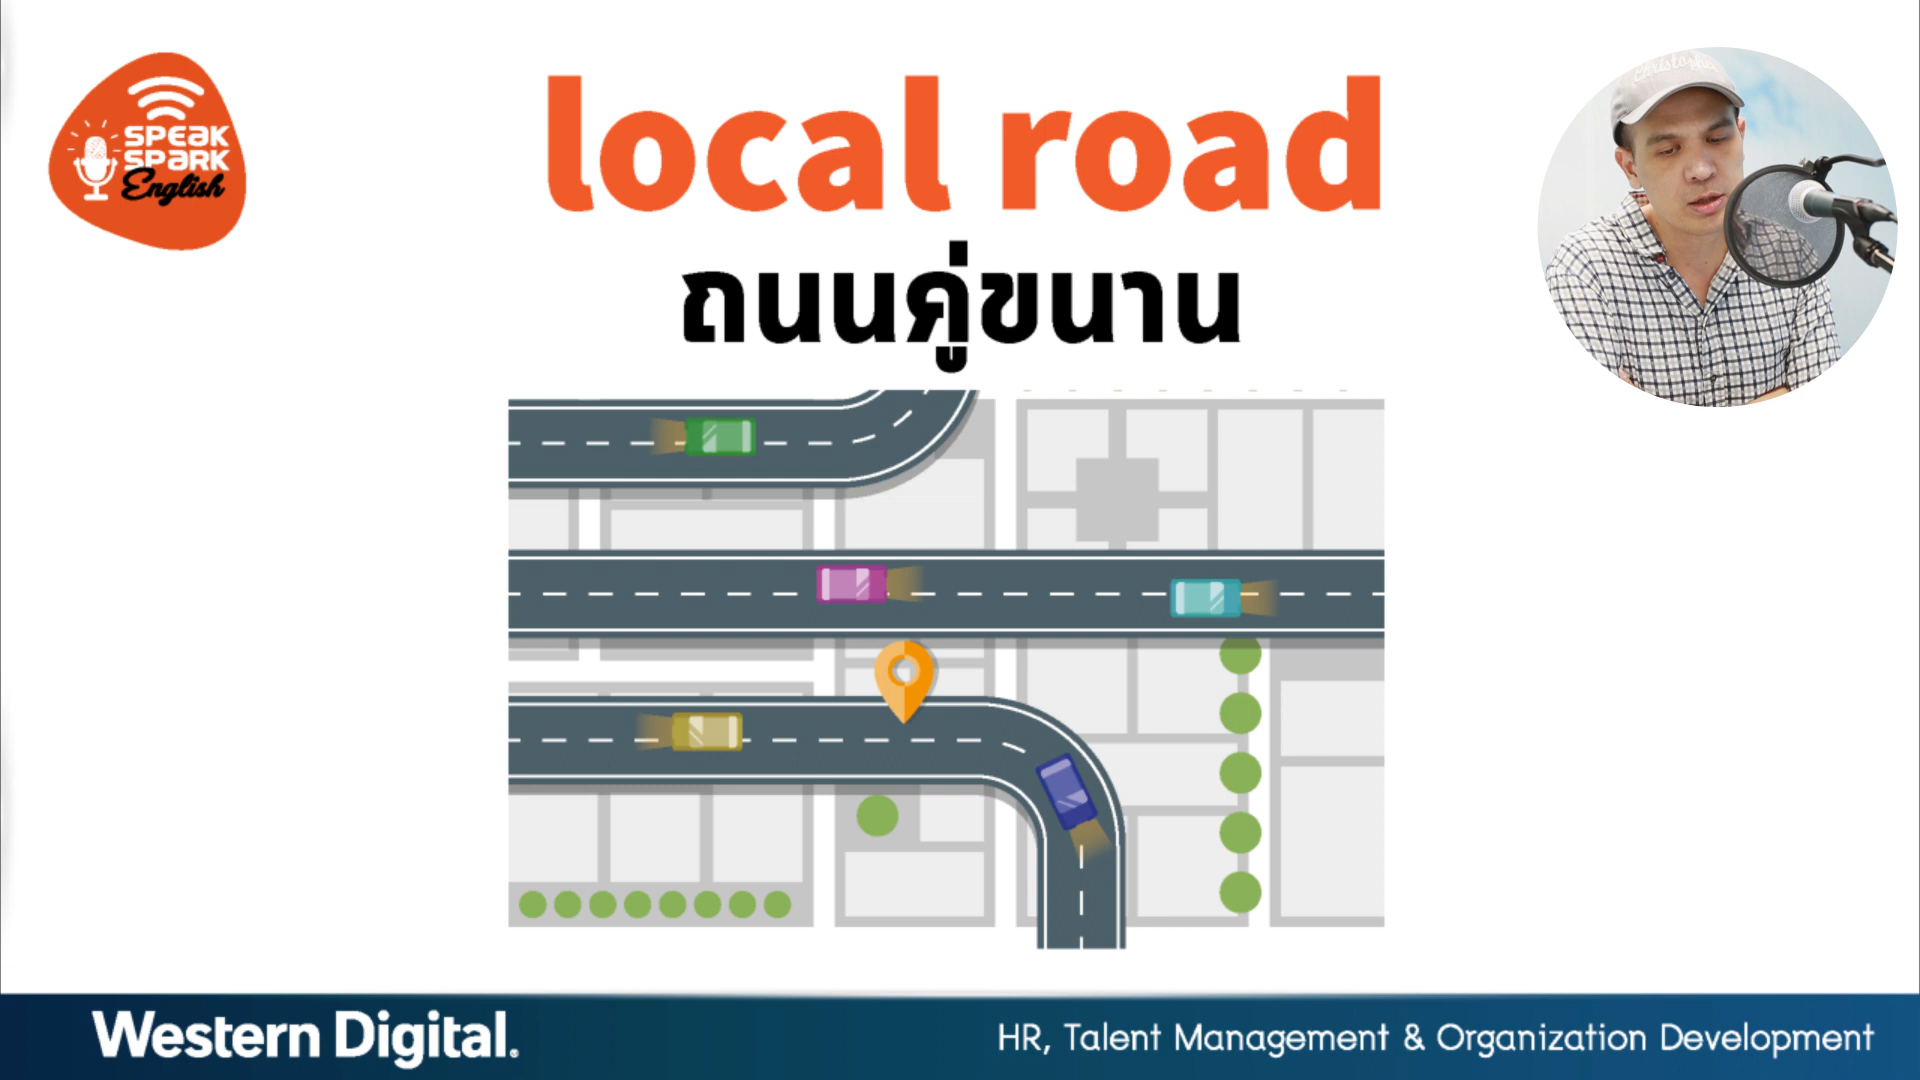 SPEAK
SPARK
English
local road
ถนนคู่ขนาน
Christopher
Western Digital.
HR, Talent Management & Organization Development